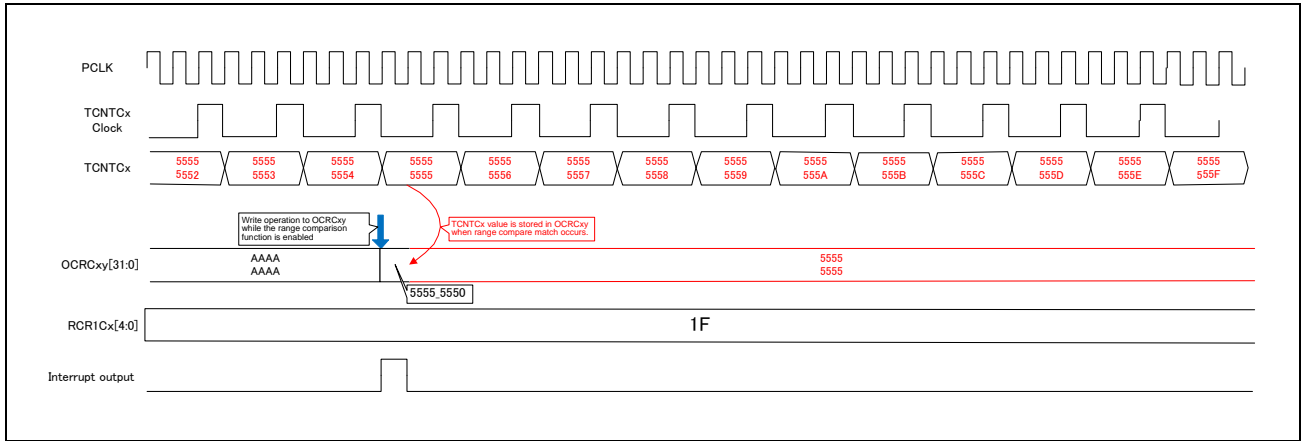 PCLK
TCNTCx
Clock
TCNTCx
5555 5555 5555 5555 5555 5555 5555 5555 5555 5555 5555 5555 5555 5555
5552 5553 5554 5555 5556 5557 5558 5559 555A 555B 555C 555D 555E 555F
Write operation to OCRCxy
while the range comparison
function is enabled
TCNTCx value is stored in OCRCxy
when range compare match occurs.
OCRCxy[31:0]
AAAA
AAAA
5555
5555
5555_5550
RCR1Cx[4:0]
1F
Interrupt output